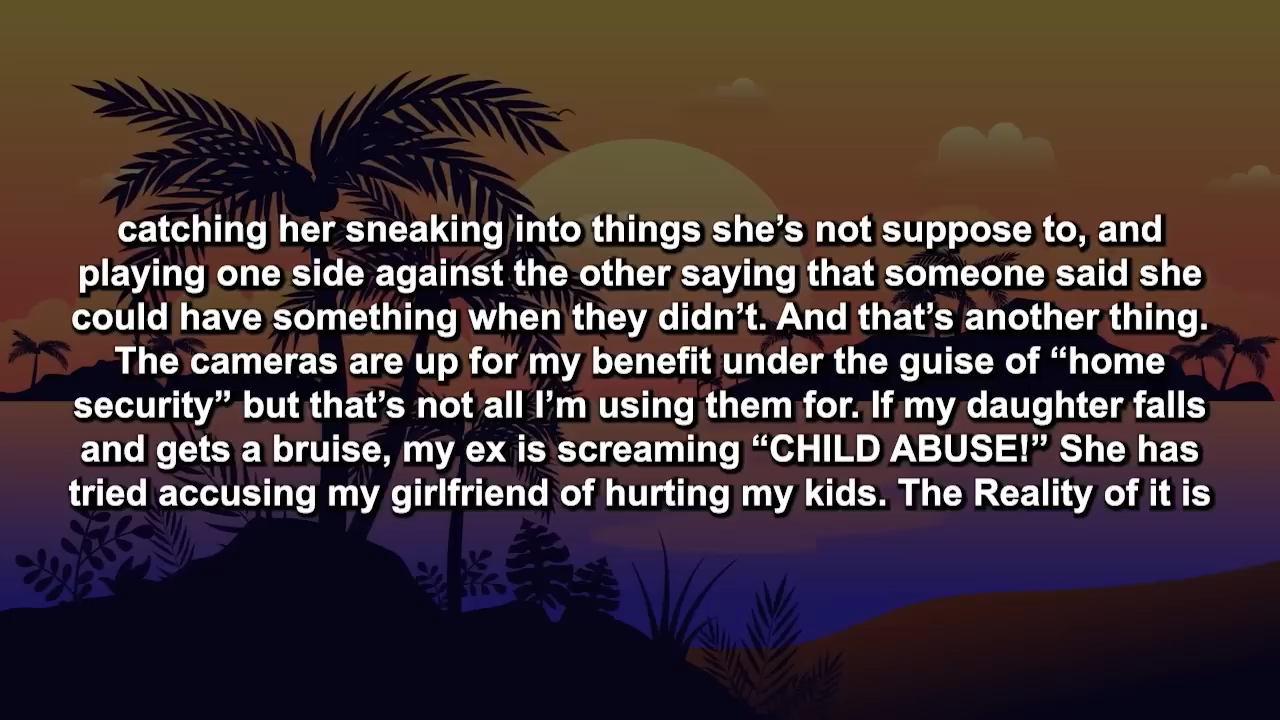 catching her sneaking into things she’s not suppose to, and
playing one side against the other saying that someone said she
could have something when they didn’t. And that’s another thing.
The cameras are up for my benefit under the guise of “home
security” but that’s not all I’m using them for. If my daughter falls
and gets a bruise, my ex is screaming “CHILD ABUSE!” She has
tried accusing my girlfriend of hurting my kids. The Reality of it is